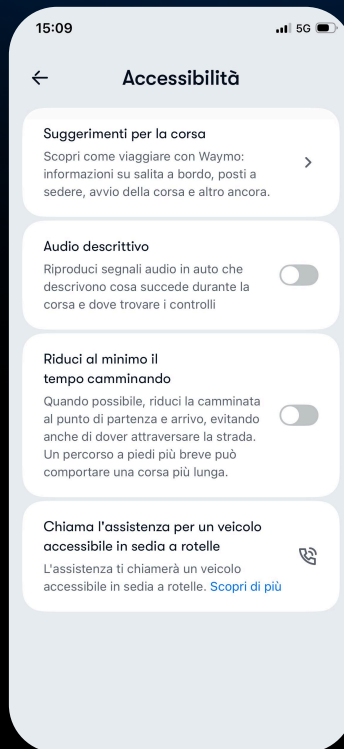 15:09
5G
Accessibilità
Suggerimenti per la corsa
Scopri come viaggiare con Waymo:
informazioni su salita a bordo, posti a
sedere, avvio della corsa e altro ancora.
Audio descrittivo
Riproduci segnali audio in auto che
descrivono cosa succede durante la
corsa e dove trovare i controlli
Riduci al minimo il
tempo camminando
Quando possibile, riduci la camminata
al punto di partenza e arrivo, evitando
anche di dover attraversare la strada.
Un percorso a piedi più breve può
comportare una corsa più lunga.
Chiama l'assistenza per un veicolo
accessibile in sedia a rotelle
L'assistenza ti chiamerà un veicolo
accessibile in sedia a rotelle. Scopri di più